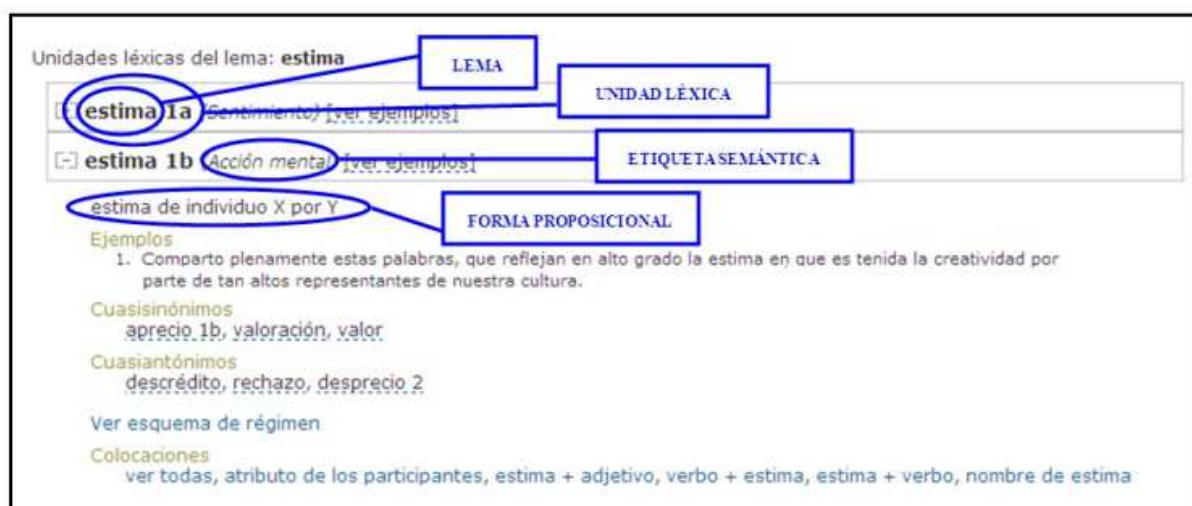 Unidades léxicas del lema: estima
LEMA
UNIDAD LÉXICA
[-] estima 1a (Sentimiento) [ver ejemplos]
[-] estima 1b (Acción mental) [ver ejemplos]
ETIQUETA SEMÁNTICA
estima de individuo X por Y
FORMA PROPOSICIONAL
Ejemplos
1. Comparto plenamente estas palabras, que reflejan en alto grado la estima en que es tenida la creatividad por
parte de tan altos representantes de nuestra cultura.
Cuasisinónimos
aprecio 1b, valoración, valor
Cuasiantónimos
descrédito, rechazo, desprecio 2
Ver esquema de régimen
Colocaciones
ver todas, atributo de los participantes, estima + adjetivo, verbo + estima, estima + verbo, nombre de estima